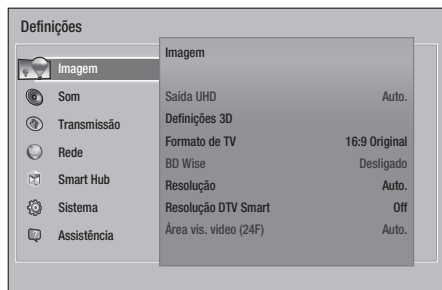 Definições
Imagem
Som
Transmissão
Rede
Smart Hub
Sistema
Assistência
Imagem
Saída UHD Auto.
Definições 3D
Formato de TV 16:9 Original
BD Wise Desligado
Resolução Auto.
Resolução DTV Smart Off
Área vis. video (24F) Auto.